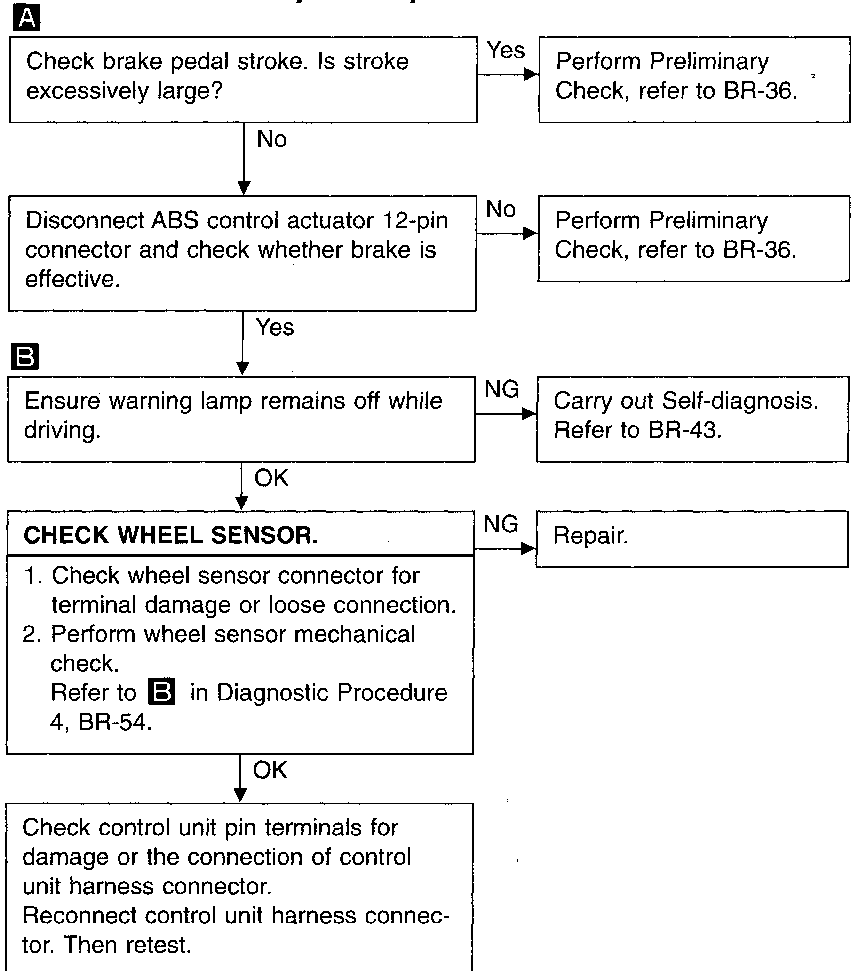 A
Check brake pedal stroke. Is stroke
excessively large?
Yes
Perform Preliminary
Check, refer to BR-36.
No
Disconnect ABS control actuator 12-pin
connector and check whether brake is
effective.
No
Perform Preliminary
Check, refer to BR-36.
Yes
B
Ensure warning lamp remains off while
driving.
NG
Carry out Self-diagnosis.
Refer to BR-43.
OK
CHECK WHEEL SENSOR.
NG
Repair.
1. Check wheel sensor connector for
terminal damage or loose connection.
2. Perform wheel sensor mechanical
check.
Refer to B in Diagnostic Procedure
4, BR-54.
OK
Check control unit pin terminals for
damage or the connection of control
unit harness connector.
Reconnect control unit harness connec-
tor. Then retest.